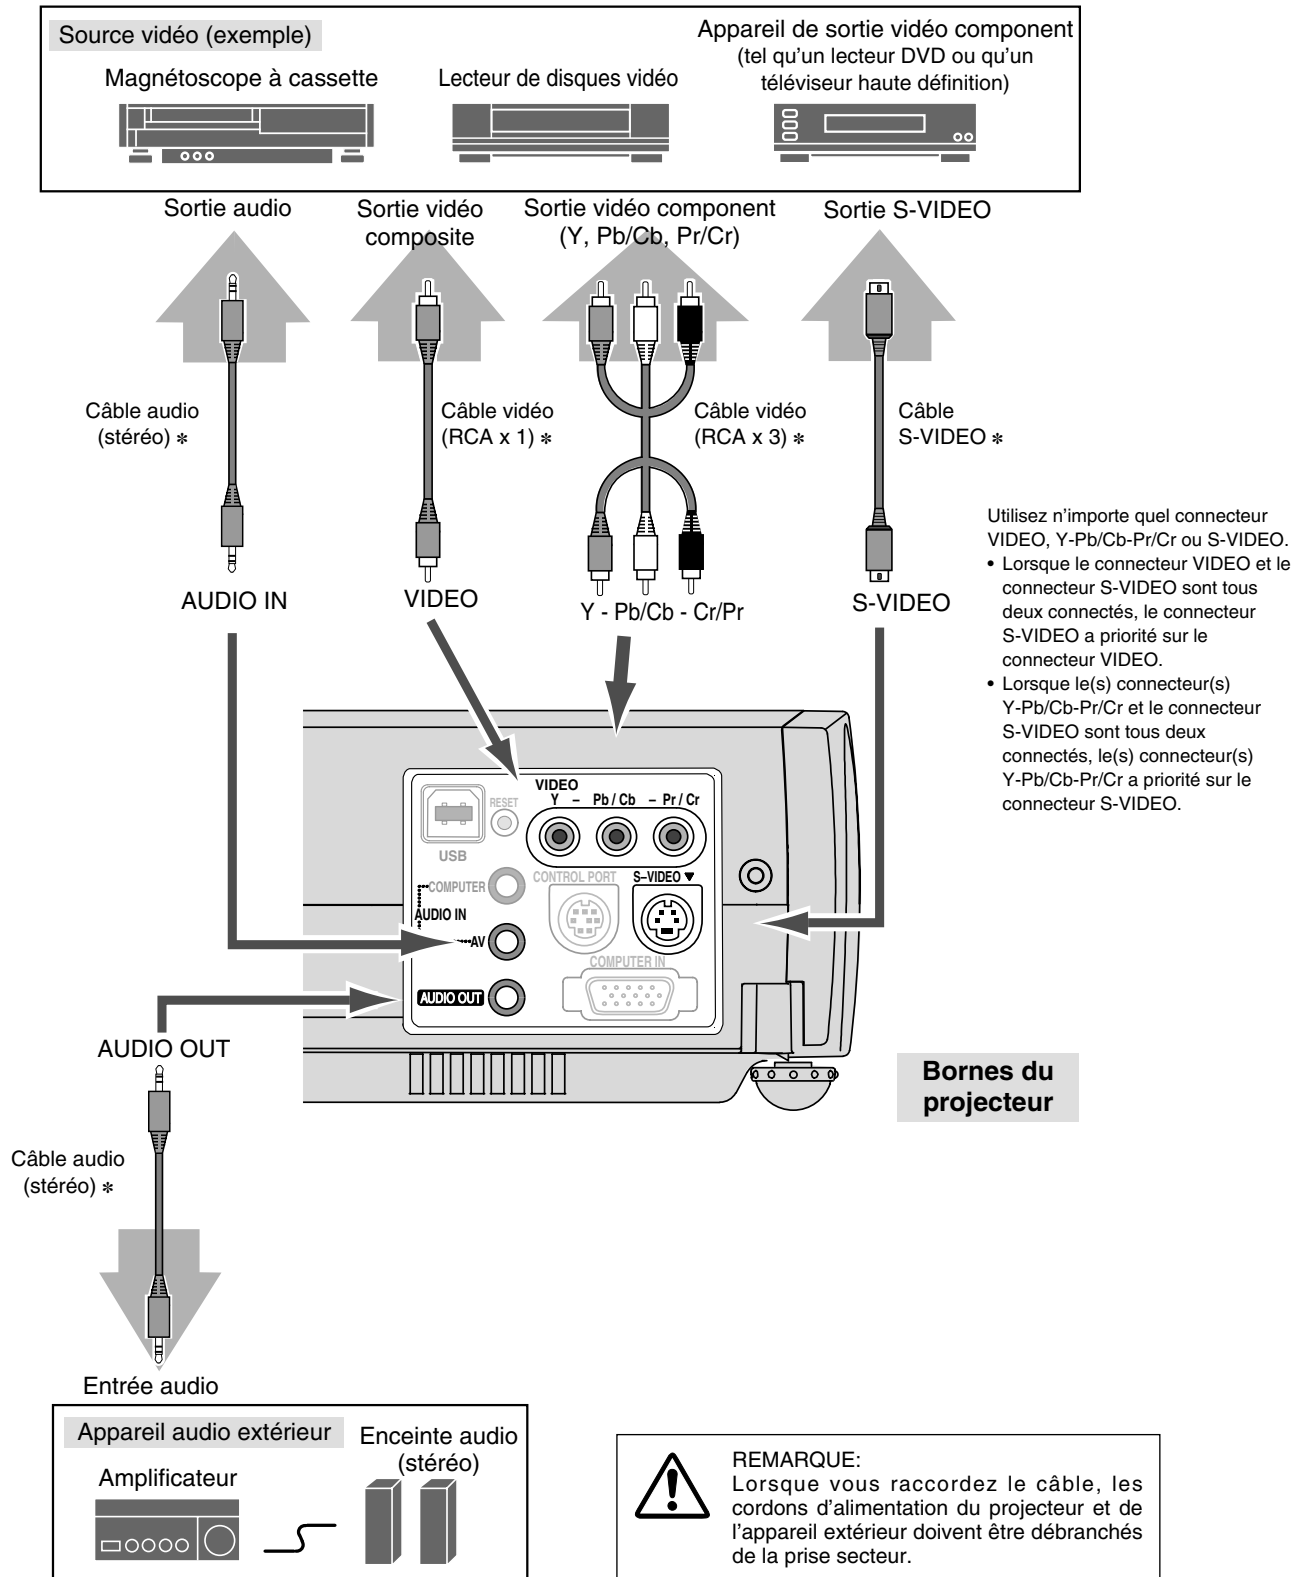 Source vidéo (exemple)
Appareil de sortie vidéo component
(tel qu'un lecteur DVD ou qu'un
téléviseur haute définition)
Magnétoscope à cassette
Lecteur de disques vidéo
Sortie audio
Sortie vidéo
composite
Sortie vidéo component
(Y, Pb/Cb, Pr/Cr)
Sortie S-VIDEO
Câble audio
(stéréo) ✻
Câble vidéo
(RCA x 1) ✻
Câble vidéo
(RCA x 3) ✻
Câble
S-VIDEO ✻
Utilisez n'importe quel connecteur
VIDEO, Y-Pb/Cb-Pr/Cr ou S-VIDEO.
• Lorsque le connecteur VIDEO et le
connecteur S-VIDEO sont tous
deux connectés, le connecteur
S-VIDEO a priorité sur le
connecteur VIDEO.
• Lorsque le(s) connecteur(s)
Y-Pb/Cb-Pr/Cr et le connecteur
S-VIDEO sont tous deux
connectés, le(s) connecteur(s)
Y-Pb/Cb-Pr/Cr a priorité sur le
connecteur S-VIDEO.
AUDIO IN
VIDEO
Y - Pb/Cb - Cr/Pr
S-VIDEO
VIDEO
Y – Pb / Cb – Pr / Cr
RESET
USB
COMPUTER
CONTROL PORT
S–VIDEO ▼
AUDIO IN
AV
COMPUTER IN
AUDIO OUT
AUDIO OUT
Bornes du
projecteur
Câble audio
(stéréo) ✻
Entrée audio
Appareil audio extérieur
Enceinte audio
(stéréo)
Amplificateur
REMARQUE:
Lorsque vous raccordez le câble, les
cordons d'alimentation du projecteur et de
l'appareil extérieur doivent être débranchés
de la prise secteur.